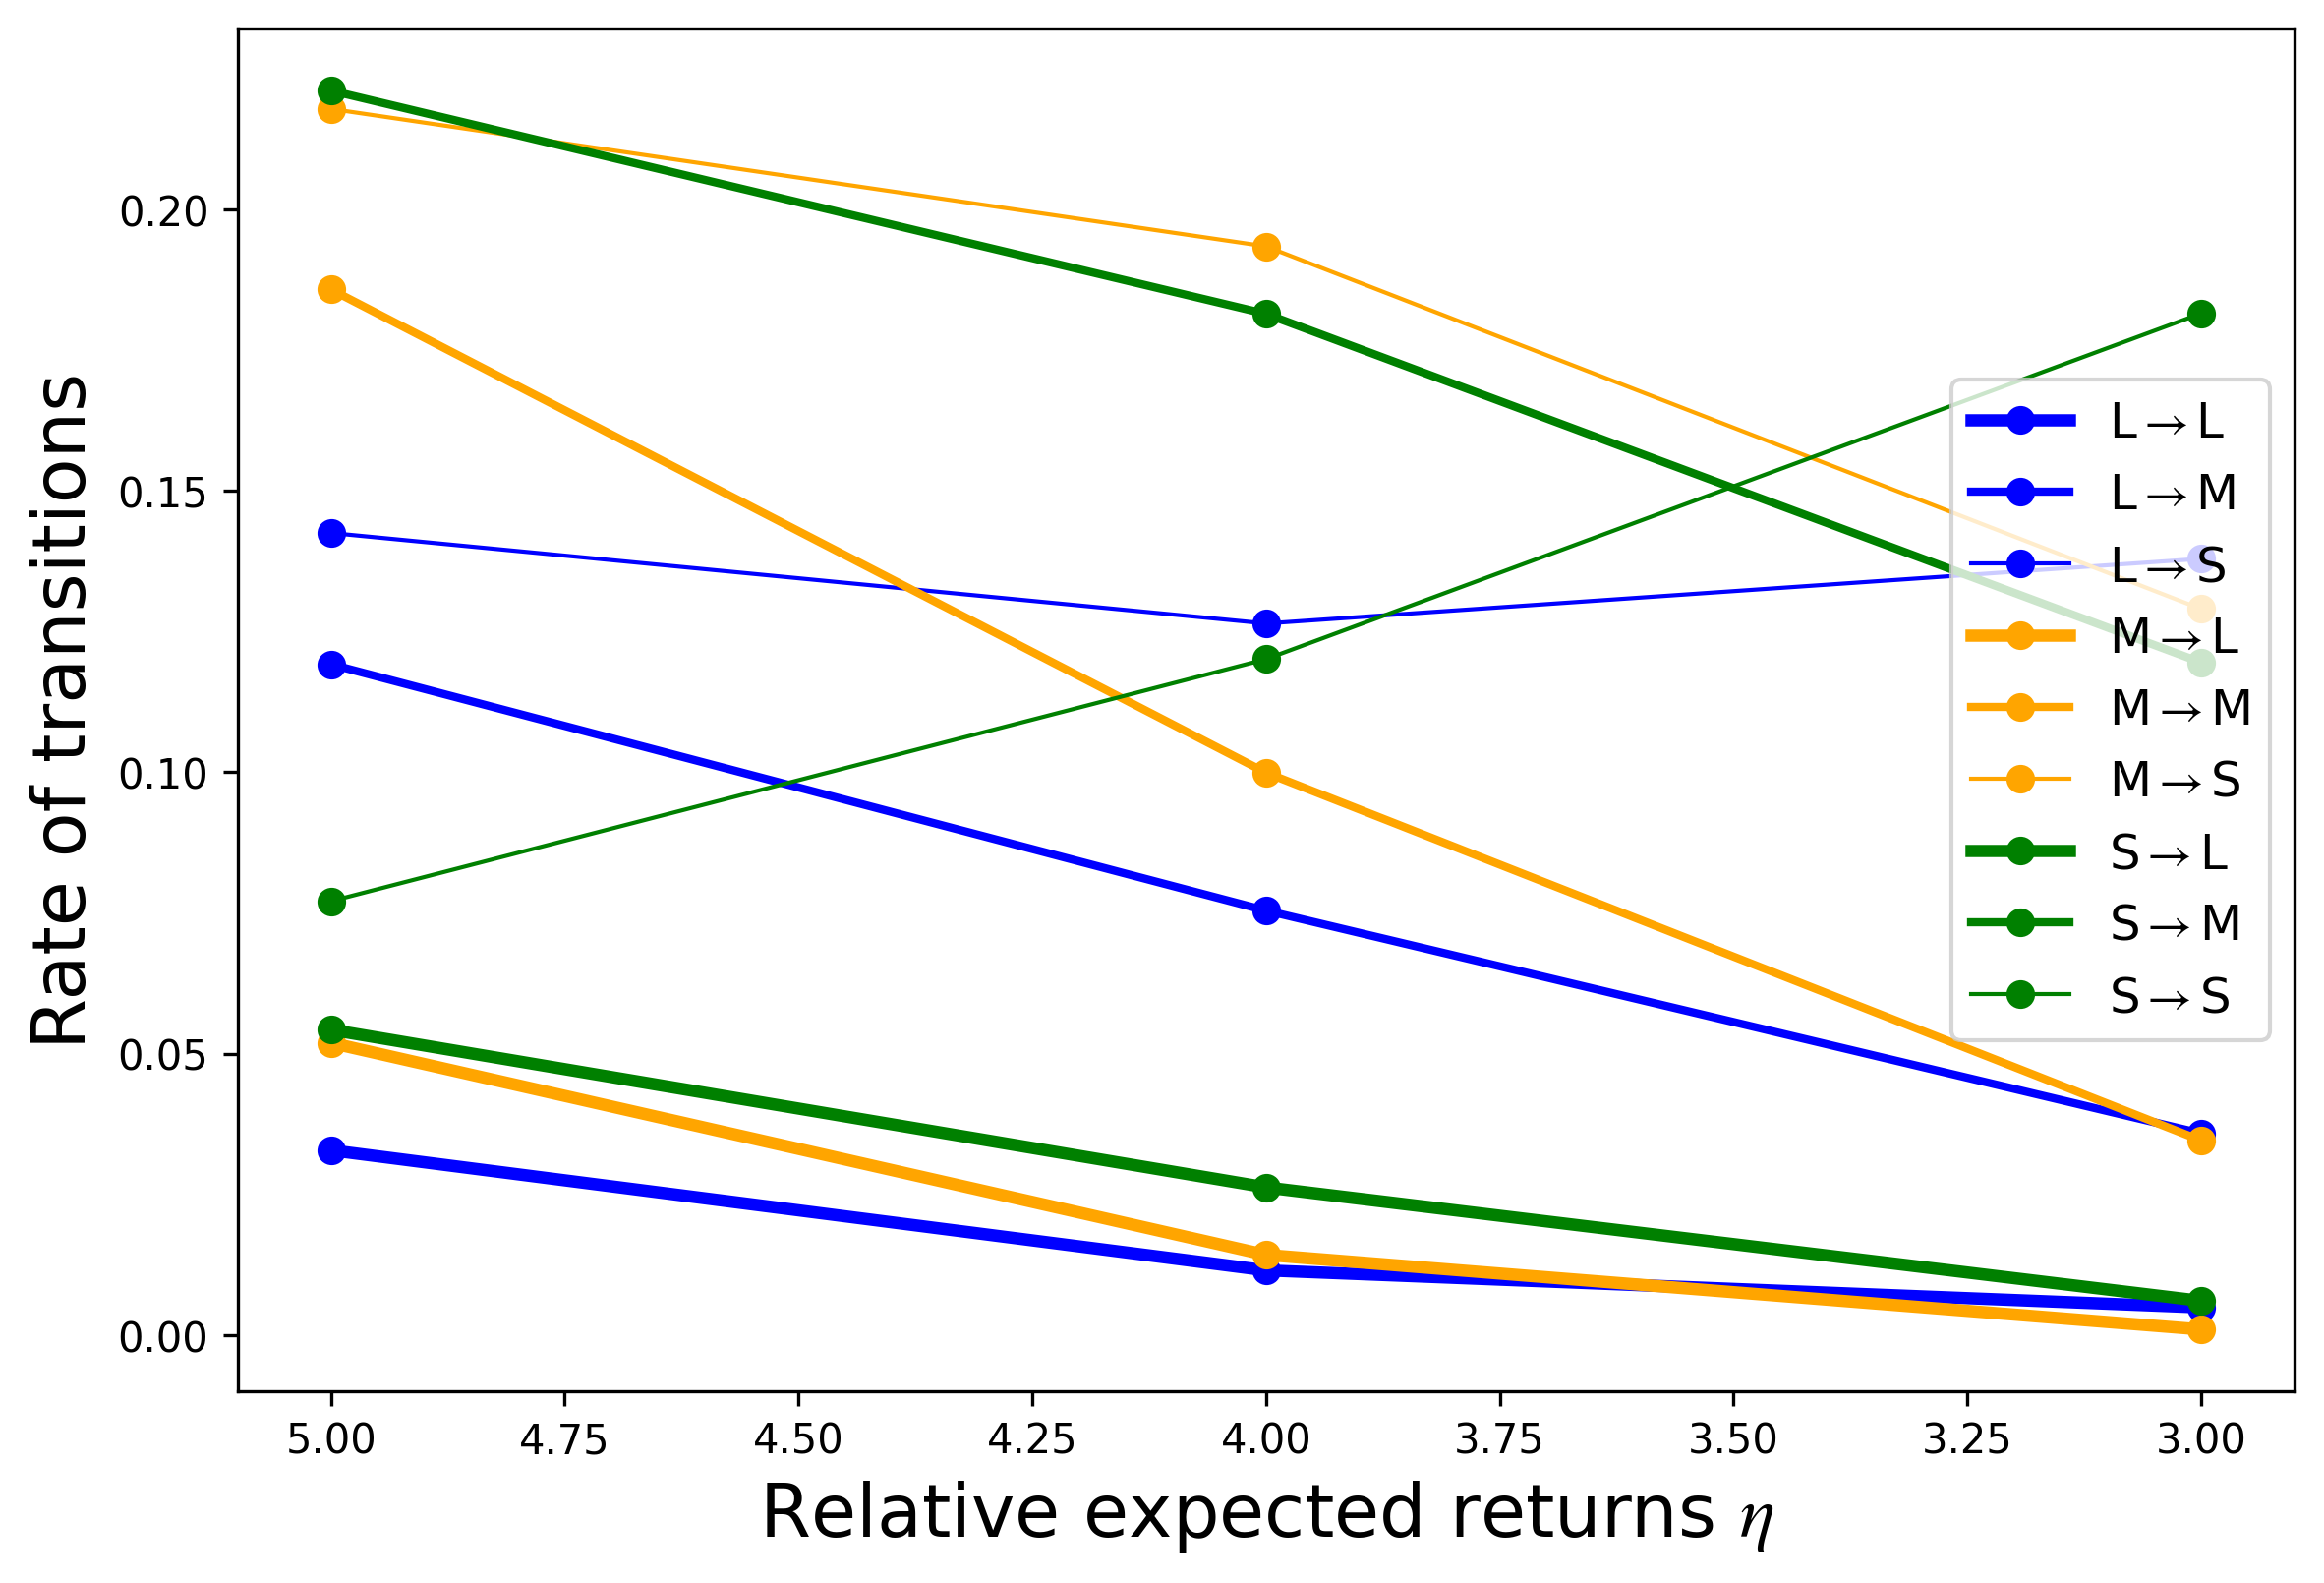 Rate of transitions
0.20
0.15
0.10
0.05
0.00
L→L
L→M
L→S
M→L
M→M
M→S
S→L
S→M
S→S
5.00 4.75 4.50 4.25 4.00 3.75 3.50 3.25 3.00
Relative expected returns η